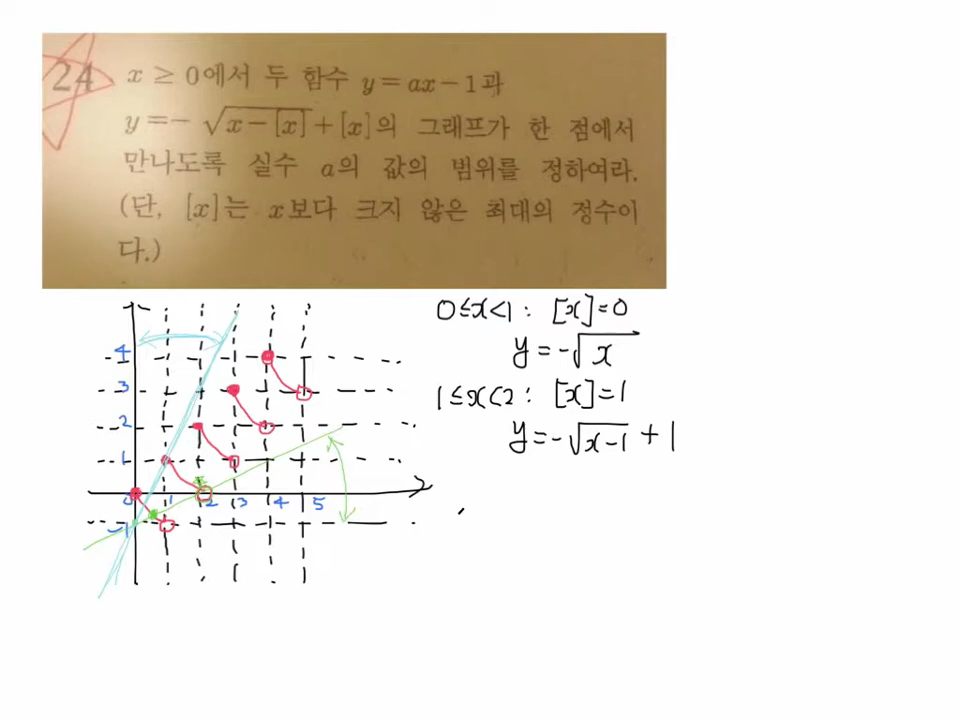 24 x ≥ 0에서 두 함수 y = ax - 1과
y = - √(x - [x]) + [x]의 그래프가 한 점에서
만나도록 실수 a의 값의 범위를 정하여라.
(단, [x]는 x보다 크지 않은 최대의 정수이
다.)
0≤x<1 : [x]=0
y = -√x
1≤x<2 : [x]=1
y = -√(x-1) + 1
4
3
2
1
0 1 2 3 4 5
-1